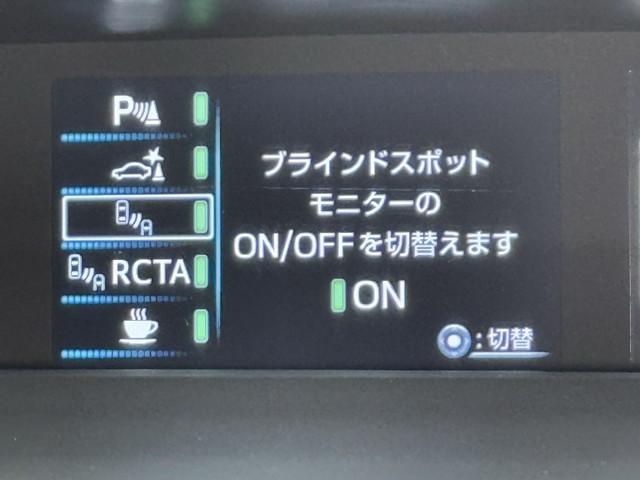 P
RCTA
ブラインドスポット
モニターの
ON/OFFを切替えます
ON
:切替